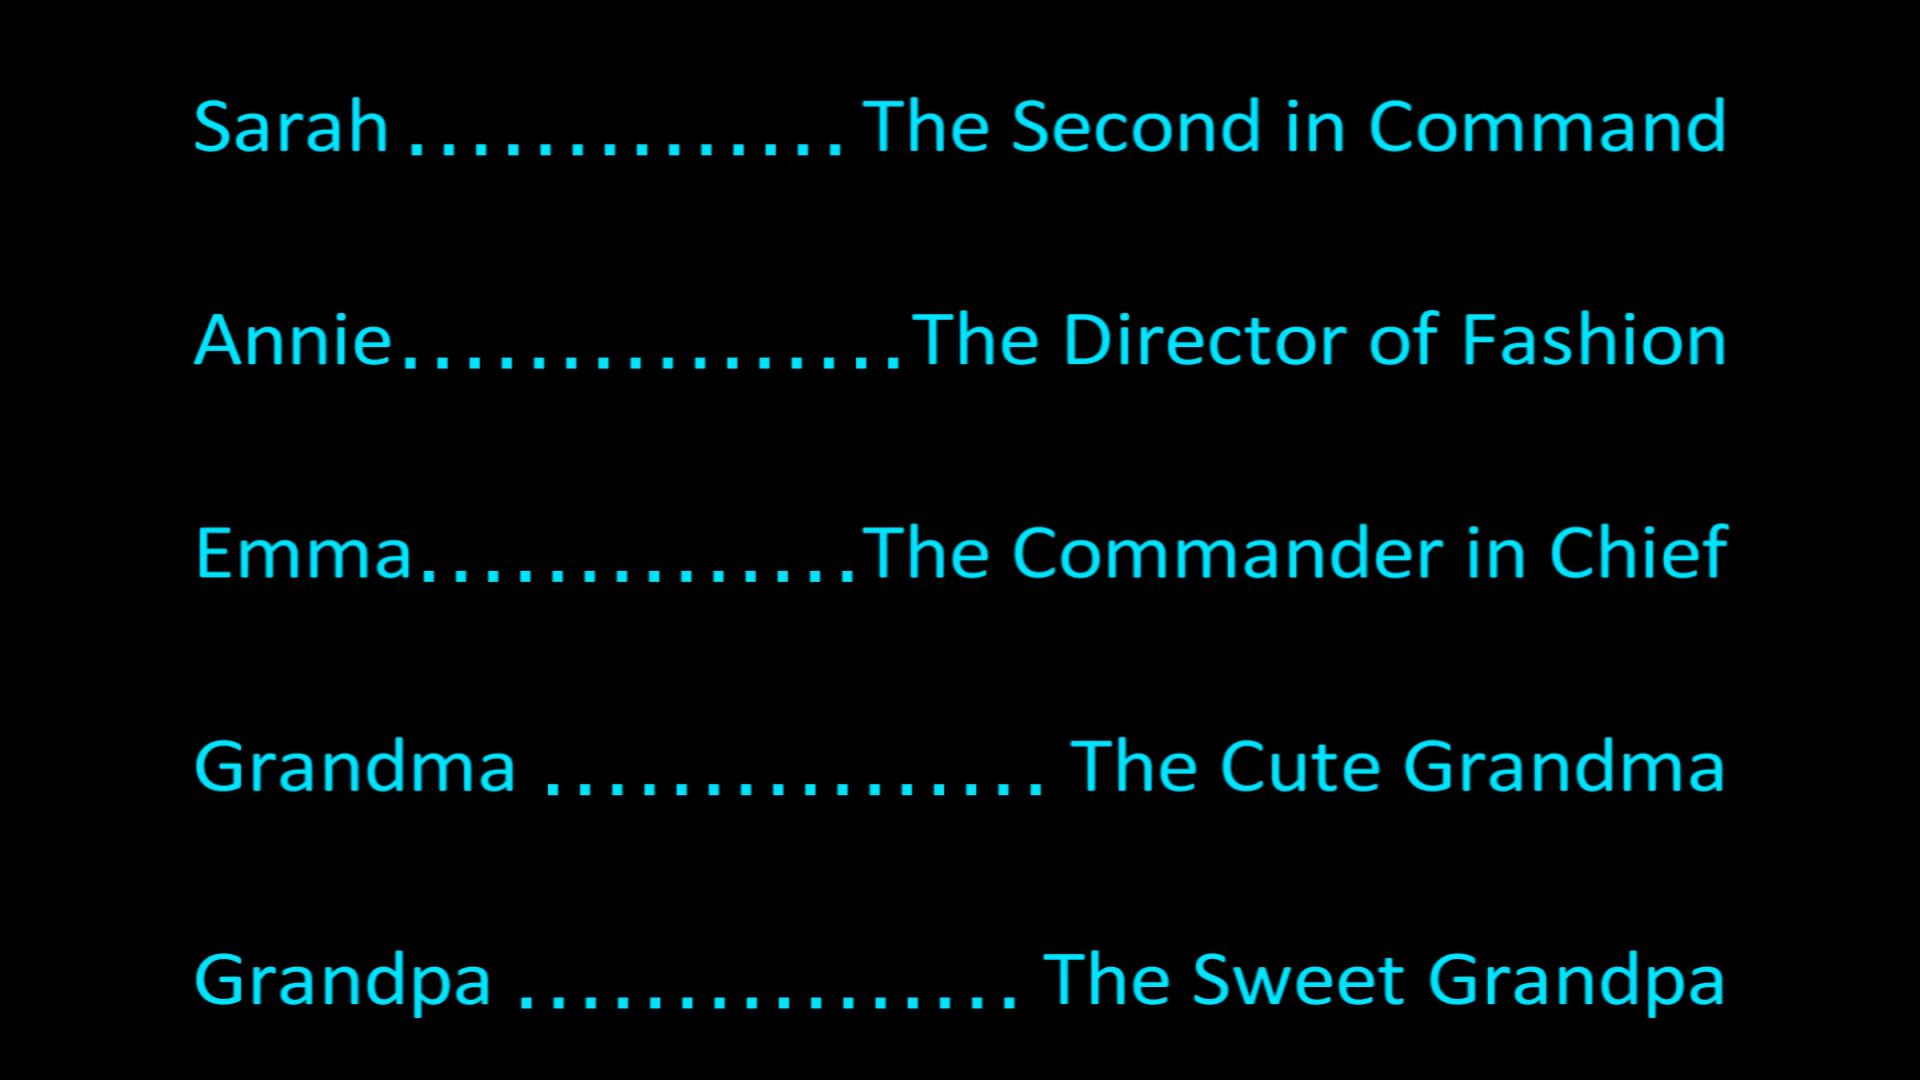 Sarah ..............The Second in Command
Annie................The Director of Fashion
Emma..............The Commander in Chief
Grandma ................ The Cute Grandma
Grandpa ................ The Sweet Grandpa